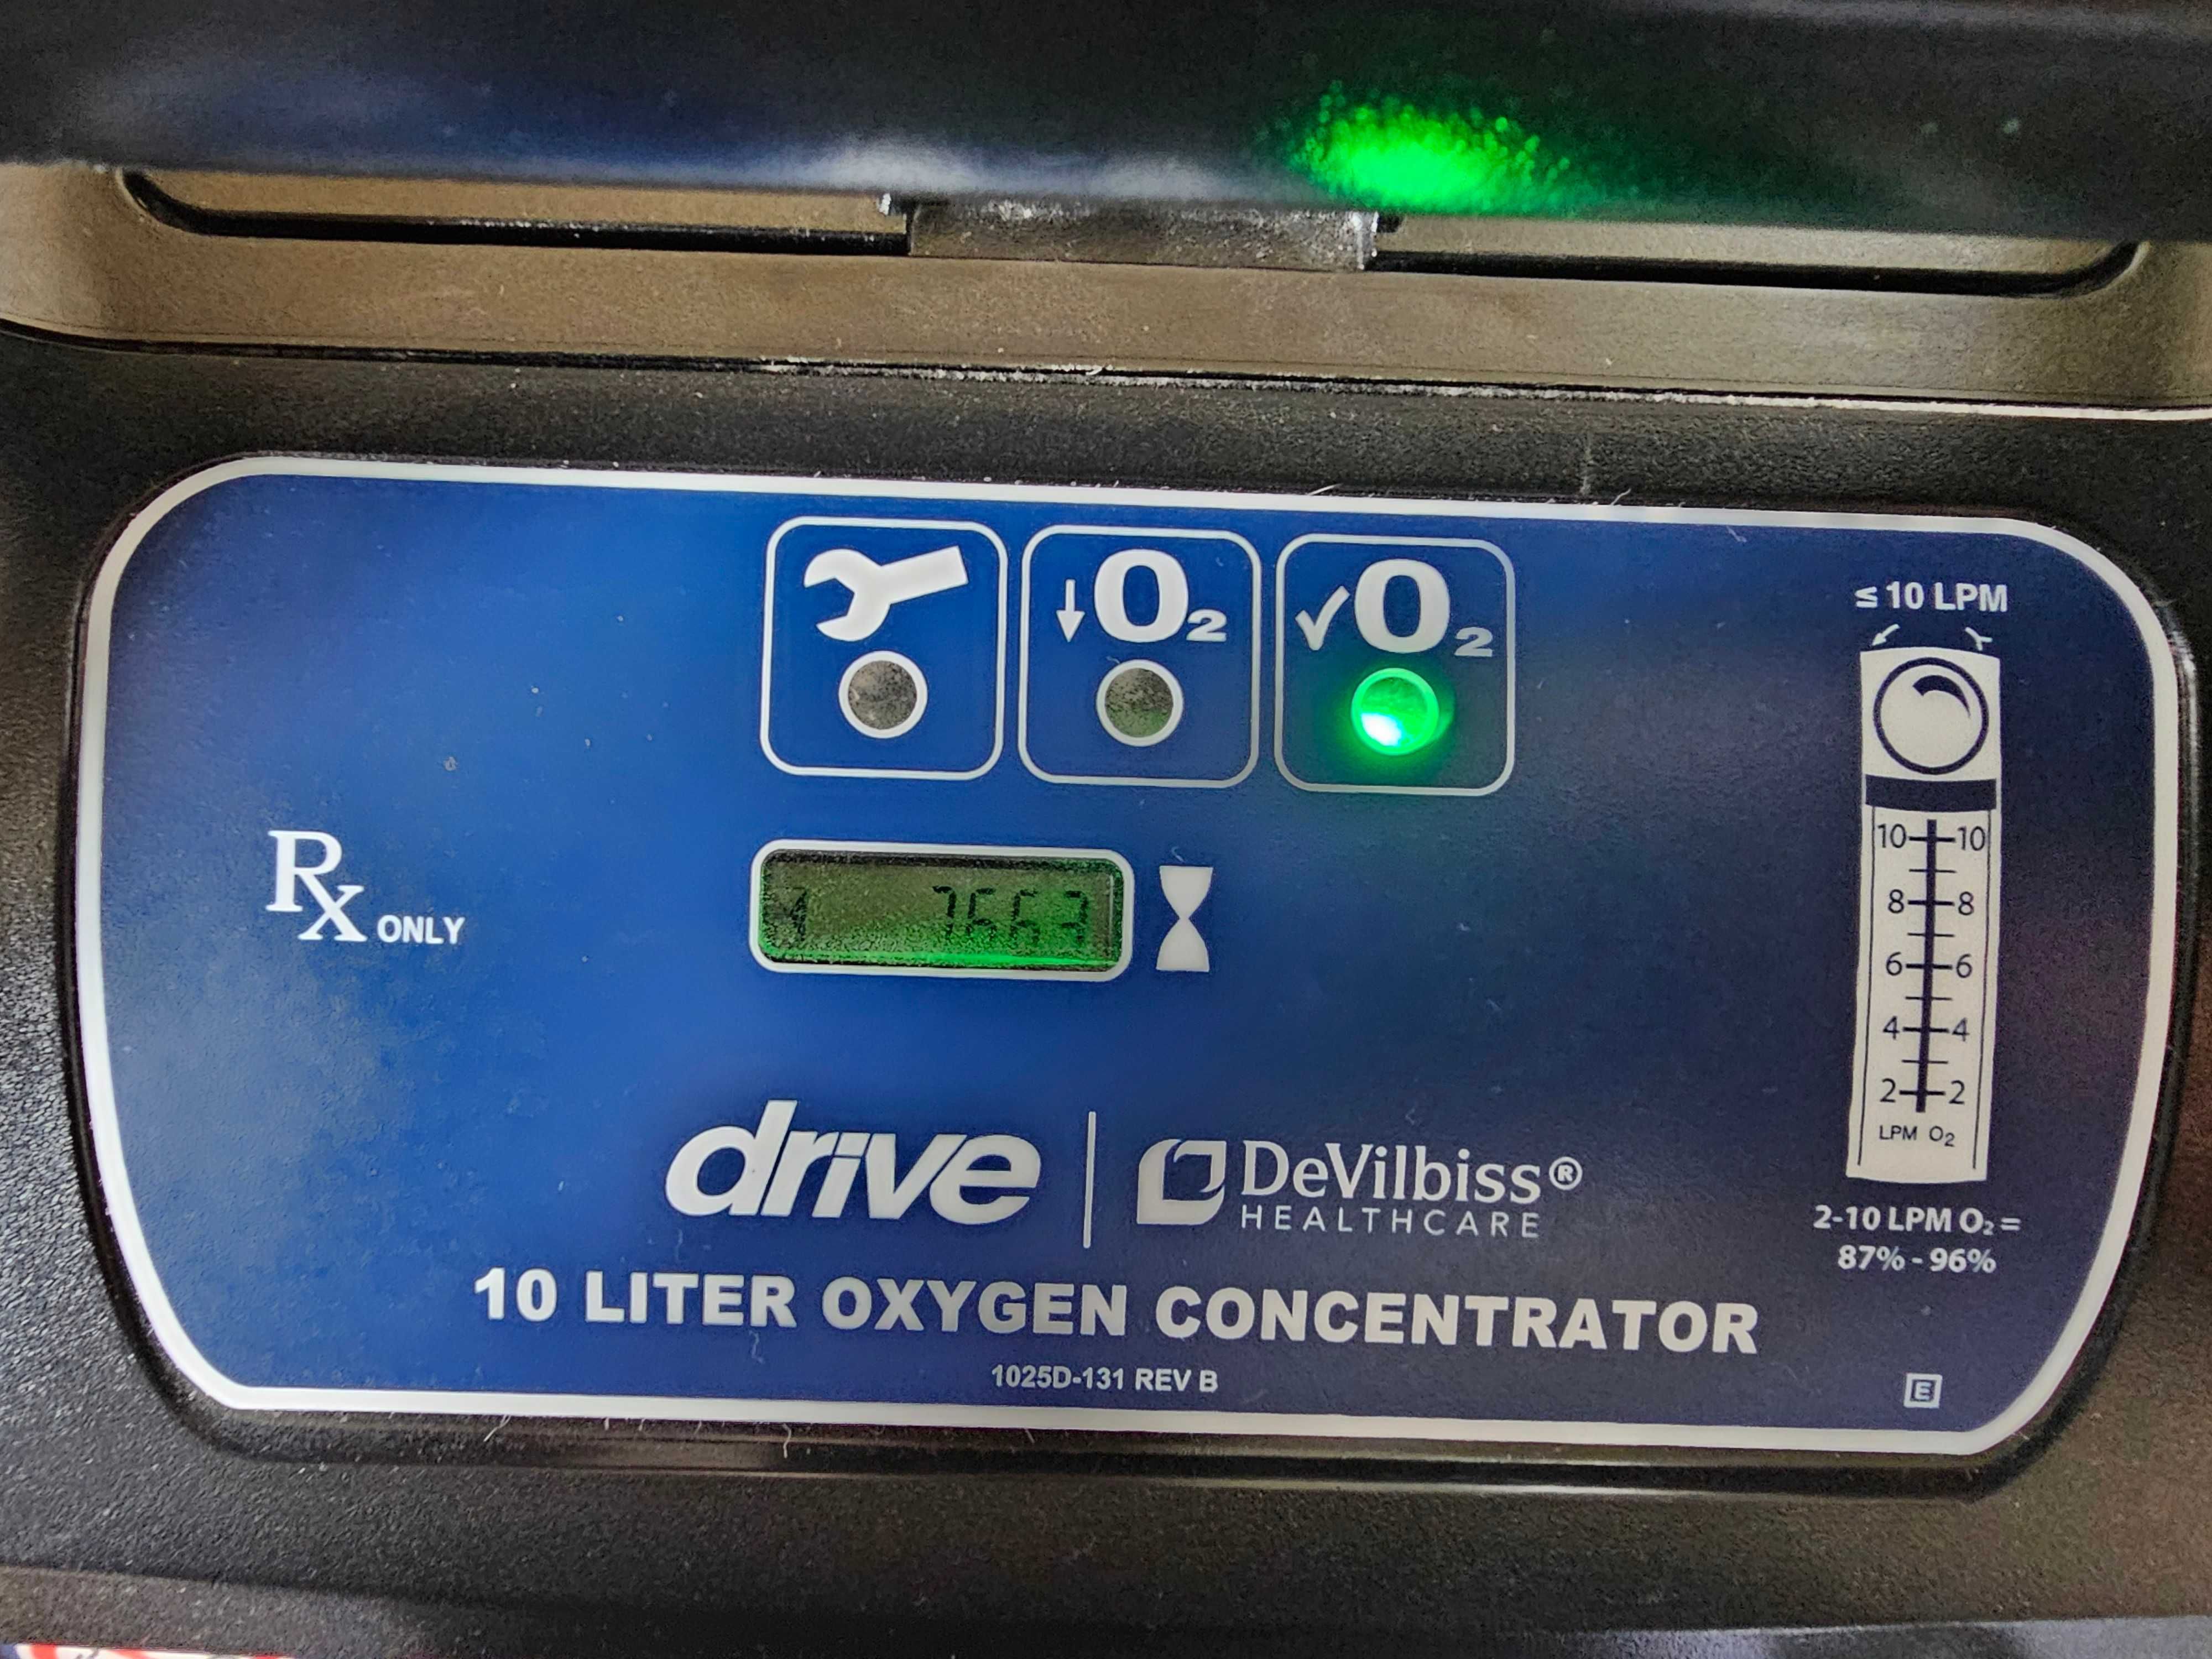 ↓O₂
✓O₂
≤ 10 LPM
10 10
8 8
6 6
4 4
2 2
LPM O₂
2-10 LPM O₂ =
87% - 96%
Rx ONLY
drive
DeVilbiss®
HEALTHCARE
10 LITER OXYGEN CONCENTRATOR
1025D-131 REV B
E